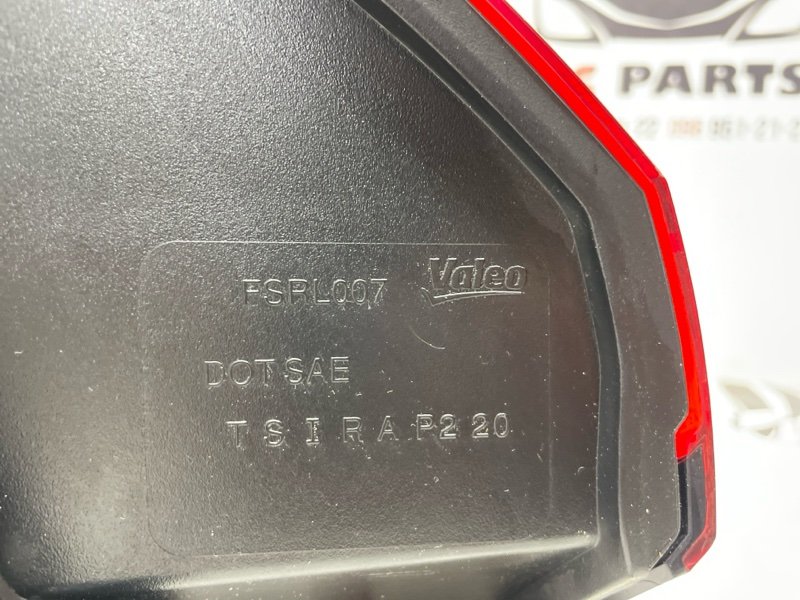 PARTS
FSRL007 Valeo
DOT SAE
T S I R A P2 20